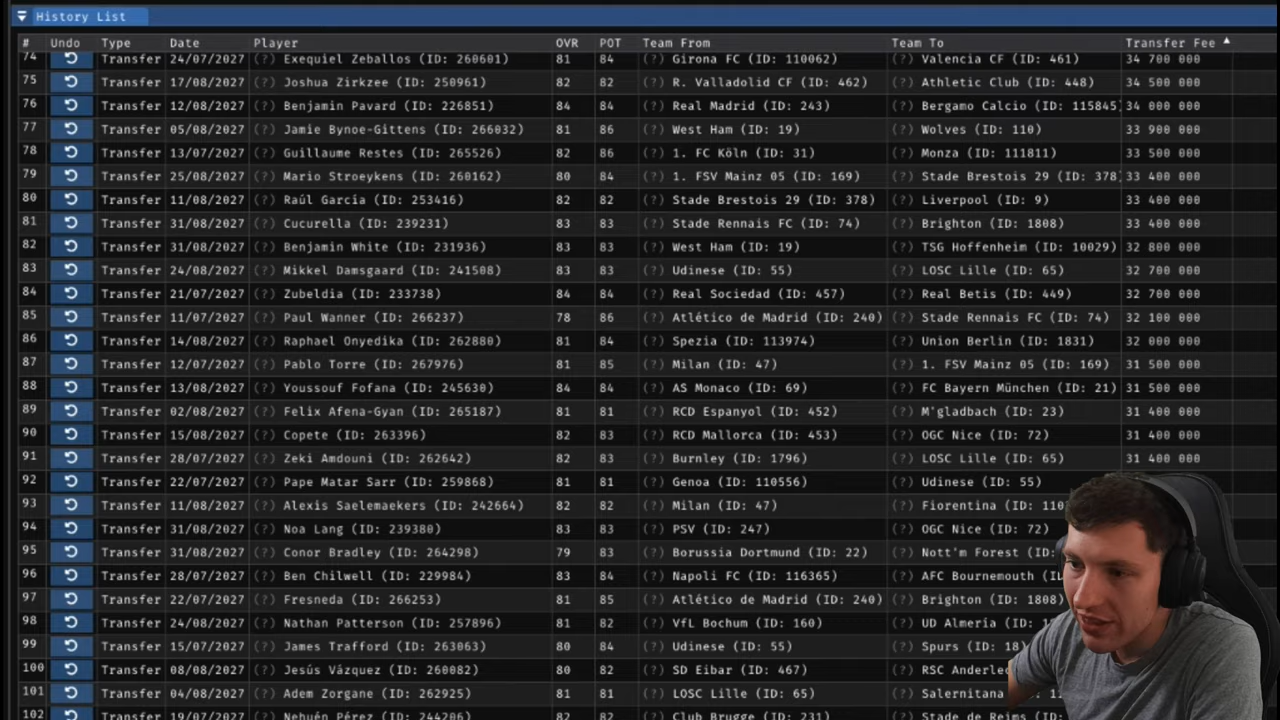 History List
# Undo Type Date Player OVR POT Team From Team To Transfer Fee
74 Transfer 24/07/2027 (?) Exequiel Zeballos (ID: 260601) 81 84 (?) Girona FC (ID: 110062) (?) Valencia CF (ID: 461) 34 700 000
75 Transfer 17/08/2027 (?) Joshua Zirkzee (ID: 250961) 82 82 (?) R. Valladolid CF (ID: 462) (?) Athletic Club (ID: 448) 34 500 000
76 Transfer 12/08/2027 (?) Benjamin Pavard (ID: 226851) 84 84 (?) Real Madrid (ID: 243) (?) Bergamo Calcio (ID: 115845) 34 000 000
77 Transfer 05/08/2027 (?) Jamie Bynoe-Gittens (ID: 266032) 81 86 (?) West Ham (ID: 19) (?) Wolves (ID: 110) 33 900 000
78 Transfer 13/07/2027 (?) Guillaume Restes (ID: 265526) 82 86 (?) 1. FC Köln (ID: 31) (?) Monza (ID: 111811) 33 500 000
79 Transfer 25/08/2027 (?) Mario Stroeykens (ID: 260162) 80 84 (?) 1. FSV Mainz 05 (ID: 169) (?) Stade Brestois 29 (ID: 378) 33 400 000
80 Transfer 11/08/2027 (?) Raúl García (ID: 253416) 82 82 (?) Stade Brestois 29 (ID: 378) (?) Liverpool (ID: 9) 33 400 000
81 Transfer 31/08/2027 (?) Cucurella (ID: 239231) 83 83 (?) Stade Rennais FC (ID: 74) (?) Brighton (ID: 1808) 33 400 000
82 Transfer 31/08/2027 (?) Benjamin White (ID: 231936) 83 83 (?) West Ham (ID: 19) (?) TSG Hoffenheim (ID: 10029) 32 800 000
83 Transfer 24/08/2027 (?) Mikkel Damsgaard (ID: 241508) 83 83 (?) Udinese (ID: 55) (?) LOSC Lille (ID: 65) 32 700 000
84 Transfer 21/07/2027 (?) Zubeldia (ID: 233738) 84 84 (?) Real Sociedad (ID: 457) (?) Real Betis (ID: 449) 32 700 000
85 Transfer 11/07/2027 (?) Paul Wanner (ID: 266237) 78 86 (?) Atlético de Madrid (ID: 240) (?) Stade Rennais FC (ID: 74) 32 100 000
86 Transfer 14/08/2027 (?) Raphael Onyedika (ID: 262880) 81 84 (?) Spezia (ID: 113974) (?) Union Berlin (ID: 1831) 32 000 000
87 Transfer 12/07/2027 (?) Pablo Torre (ID: 267976) 81 85 (?) Milan (ID: 47) (?) 1. FSV Mainz 05 (ID: 169) 31 500 000
88 Transfer 13/08/2027 (?) Youssouf Fofana (ID: 245630) 84 84 (?) AS Monaco (ID: 69) (?) FC Bayern München (ID: 21) 31 500 000
89 Transfer 02/08/2027 (?) Felix Afena-Gyan (ID: 265187) 81 81 (?) RCD Espanyol (ID: 452) (?) M'gladbach (ID: 23) 31 400 000
90 Transfer 15/08/2027 (?) Copete (ID: 263396) 82 83 (?) RCD Mallorca (ID: 453) (?) OGC Nice (ID: 72) 31 400 000
91 Transfer 28/07/2027 (?) Zeki Amdouni (ID: 262642) 82 83 (?) Burnley (ID: 1796) (?) LOSC Lille (ID: 65) 31 400 000
92 Transfer 22/07/2027 (?) Pape Matar Sarr (ID: 259868) 81 81 (?) Genoa (ID: 110556) (?) Udinese (ID: 55)
93 Transfer 11/08/2027 (?) Alexis Saelemaekers (ID: 242664) 82 82 (?) Milan (ID: 47) (?) Fiorentina (ID: 110
94 Transfer 31/08/2027 (?) Noa Lang (ID: 239380) 83 83 (?) PSV (ID: 247) (?) OGC Nice (ID: 72)
95 Transfer 31/08/2027 (?) Conor Bradley (ID: 264298) 79 83 (?) Borussia Dortmund (ID: 22) (?) Nott'm Forest (ID:
96 Transfer 28/07/2027 (?) Ben Chilwell (ID: 229984) 83 84 (?) Napoli FC (ID: 116365) (?) AFC Bournemouth
97 Transfer 22/07/2027 (?) Fresneda (ID: 266253) 81 85 (?) Atlético de Madrid (ID: 240) (?) Brighton (ID: 1808)
98 Transfer 24/08/2027 (?) Nathan Patterson (ID: 257896) 81 82 (?) VfL Bochum (ID: 160) (?) UD Almeria (ID:
99 Transfer 15/07/2027 (?) James Trafford (ID: 263063) 80 84 (?) Udinese (ID: 55) (?) Spurs (ID: 18)
100 Transfer 08/08/2027 (?) Jesús Vázquez (ID: 260082) 80 82 (?) SD Eibar (ID: 467) (?) RSC
101 Transfer 04/08/2027 (?) Adem Zorgane (ID: 262925) 81 81 (?) LOSC Lille (ID: 65) (?) Salernitana
102 Transfer 19/07/2027 (?) Nehuén Pérez (ID: 244206) 82 82 (?) Club Brugge (ID: 231) (?) Stade de Reims